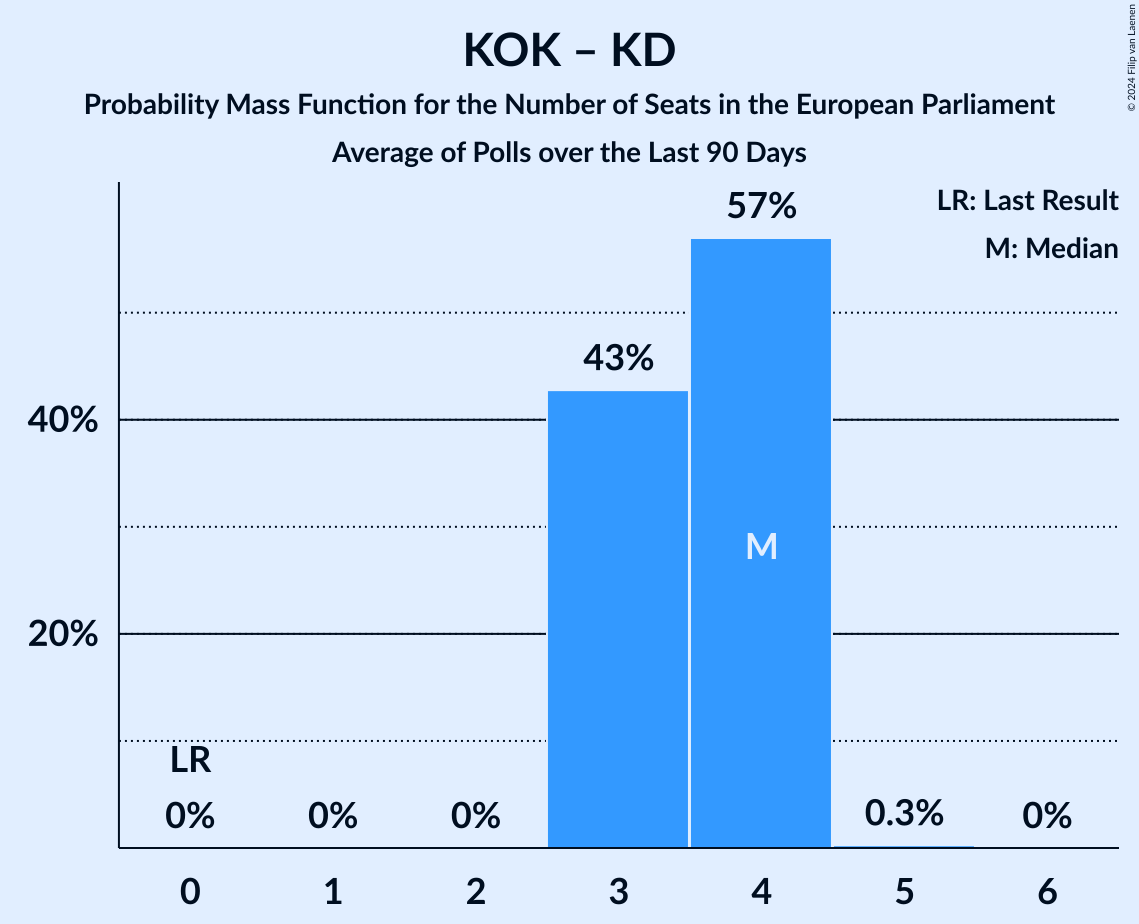 KOK – KD
Probability Mass Function for the Number of Seats in the European Parliament
Average of Polls over the Last 90 Days
© 2024 Filip van Laenen
LR: Last Result
M: Median
57%
43%
40%
20%
M
LR
0%
0%
0%
0.3%
0%
0
1
2
3
4
5
6